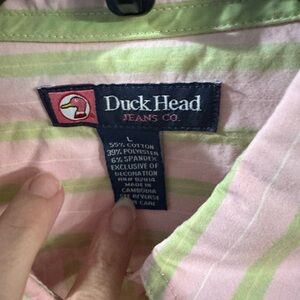 Duck Head
JEANS CO.
L
55% COTTON
39% POLYESTER
6% SPANDEX
EXCLUSIVE OF
DECORATION
MADE IN
CAMBODIA
SEE REVERSE
CARE